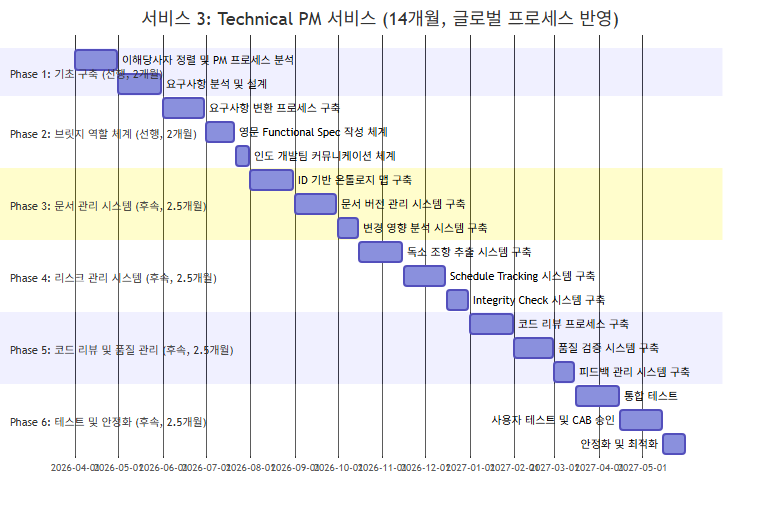 서비스 3: Technical PM 서비스 (14개월, 글로벌 프로세스 반영)
이해당사자 정렬 및 PM 프로세스 분석
Phase 1: 기초 구축 (선행, 2개월)
요구사항 분석 및 설계
요구사항 변환 프로세스 구축
Phase 2: 브릿지 역할 체계 (선행, 2개월)
영문 Functional Spec 작성 체계
인도 개발팀 커뮤니케이션 체계
ID 기반 온톨로지 맵 구축
Phase 3: 문서 관리 시스템 (후속, 2.5개월)
문서 버전 관리 시스템 구축
변경 영향 분석 시스템 구축
독소 조항 추출 시스템 구축
Phase 4: 리스크 관리 시스템 (후속, 2.5개월)
Schedule Tracking 시스템 구축
Integrity Check 시스템 구축
코드 리뷰 프로세스 구축
Phase 5: 코드 리뷰 및 품질 관리 (후속, 2.5개월)
품질 검증 시스템 구축
피드백 관리 시스템 구축
통합 테스트
Phase 6: 테스트 및 안정화 (후속, 2.5개월)
사용자 테스트 및 CAB 승인
안정화 및 최적화
2026-04-01 2026-05-01 2026-06-01 2026-07-01 2026-08-01 2026-09-01 2026-10-01 2026-11-01 2026-12-01 2027-01-01 2027-02-01 2027-03-01 2027-04-01 2027-05-01